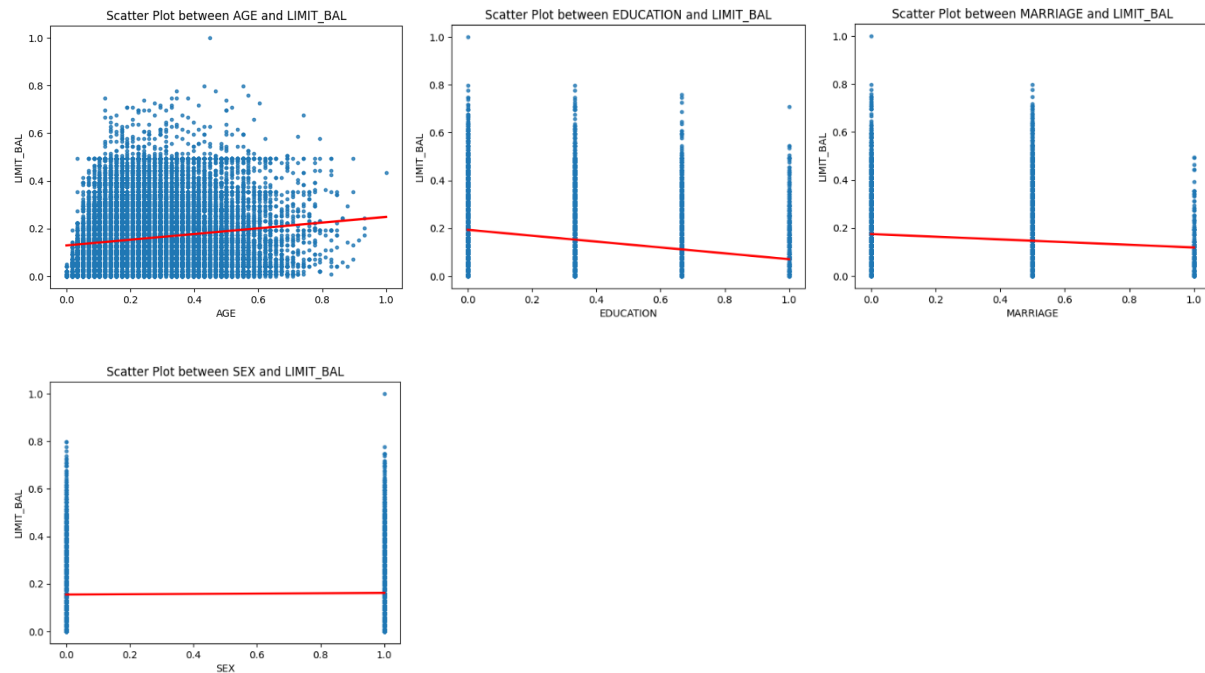 Scatter Plot between AGE and LIMIT_BAL
1.0
0.8
0.6
0.4
0.2
0.0
LIMIT_BAL
0.0 0.2 0.4 0.6 0.8 1.0
AGE
Scatter Plot between EDUCATION and LIMIT_BAL
1.0
0.8
0.6
0.4
0.2
0.0
LIMIT_BAL
0.0 0.2 0.4 0.6 0.8 1.0
EDUCATION
Scatter Plot between MARRIAGE and LIMIT_BAL
1.0
0.8
0.6
0.4
0.2
0.0
LIMIT_BAL
0.0 0.2 0.4 0.6 0.8 1.0
MARRIAGE
Scatter Plot between SEX and LIMIT_BAL
1.0
0.8
0.6
0.4
0.2
0.0
LIMIT_BAL
0.0 0.2 0.4 0.6 0.8 1.0
SEX